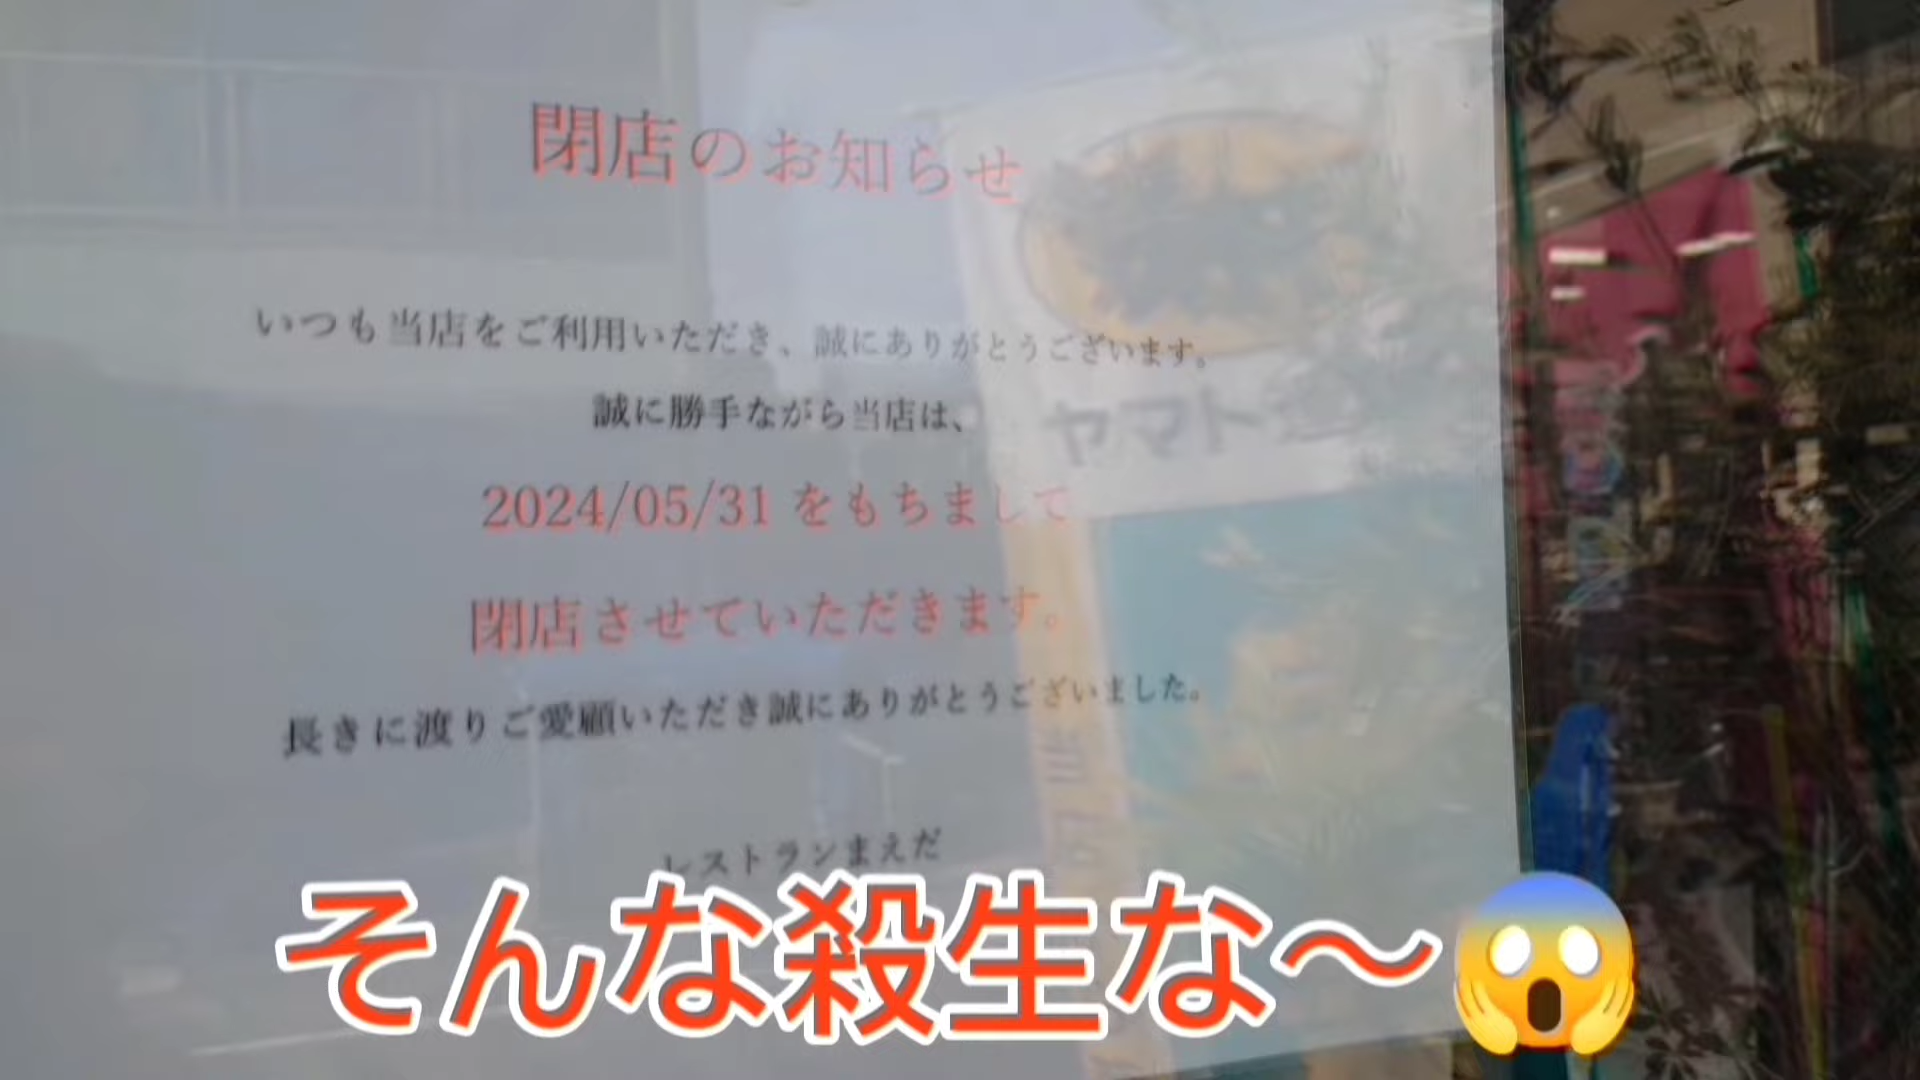 閉店のお知らせ
いつも当店をご利用いただき、誠にありがとうございます。
誠に勝手ながら当店は、
2024/05/31 をもちまして
閉店させていただきます。
長きに渡りご愛顧いただき誠にありがとうございました。
レストランまえだ
ヤマト
そんな殺生な〜😱